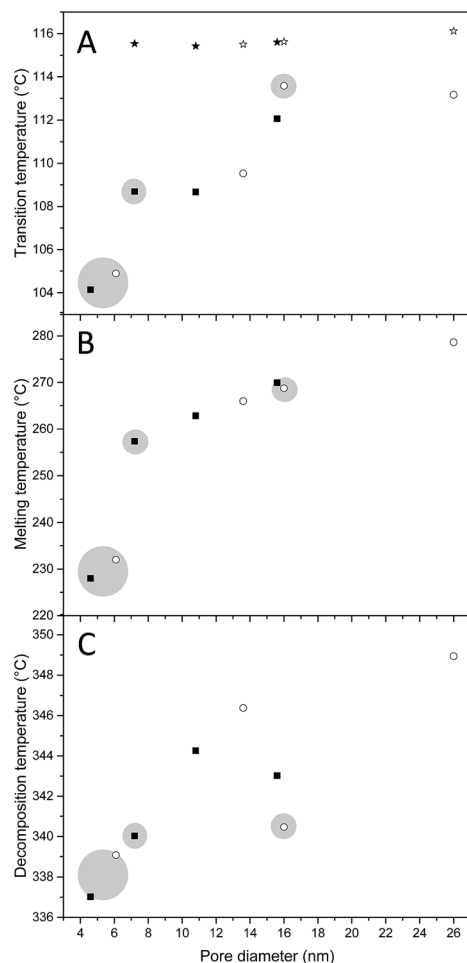 A
Transition temperature (°C)
116
114
112
110
108
106
104
B
Melting temperature (°C)
280
270
260
250
240
230
220
C
Decomposition temperature (°C)
350
348
346
344
342
340
338
336
4 6 8 10 12 14 16 18 20 22 24 26
Pore diameter (nm)